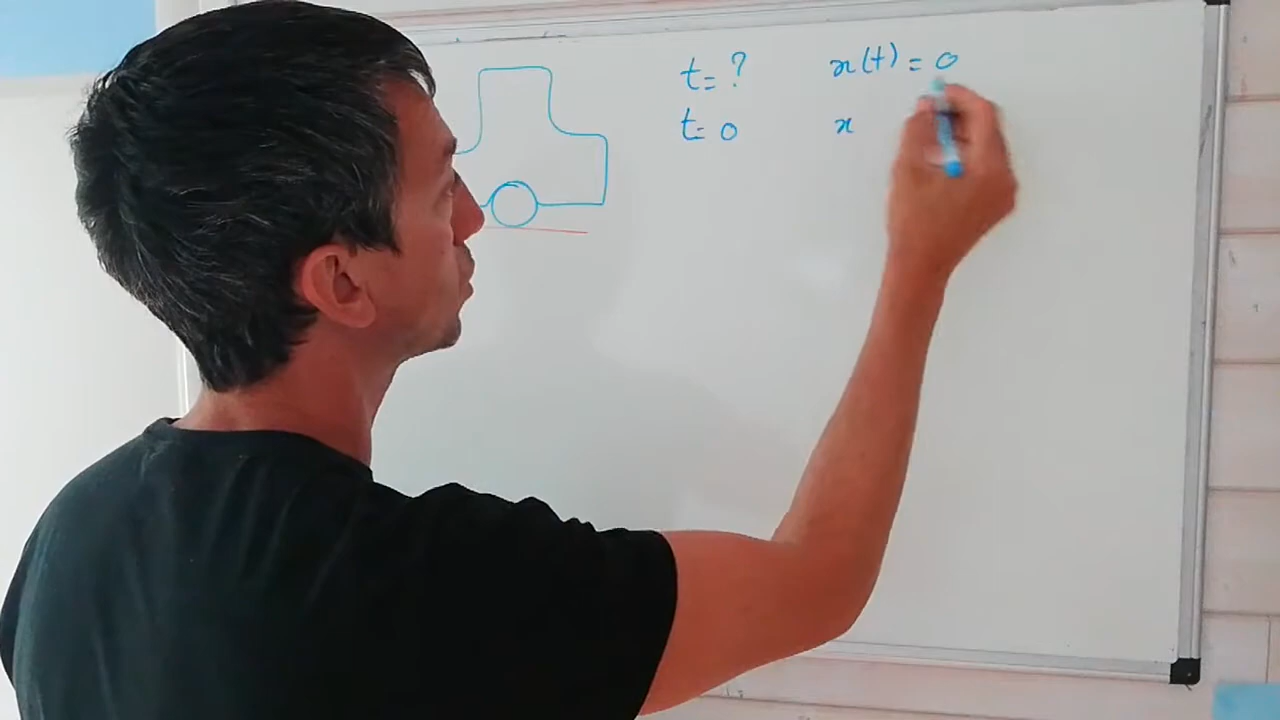 t= ? x(t) = 0
t= 0 x